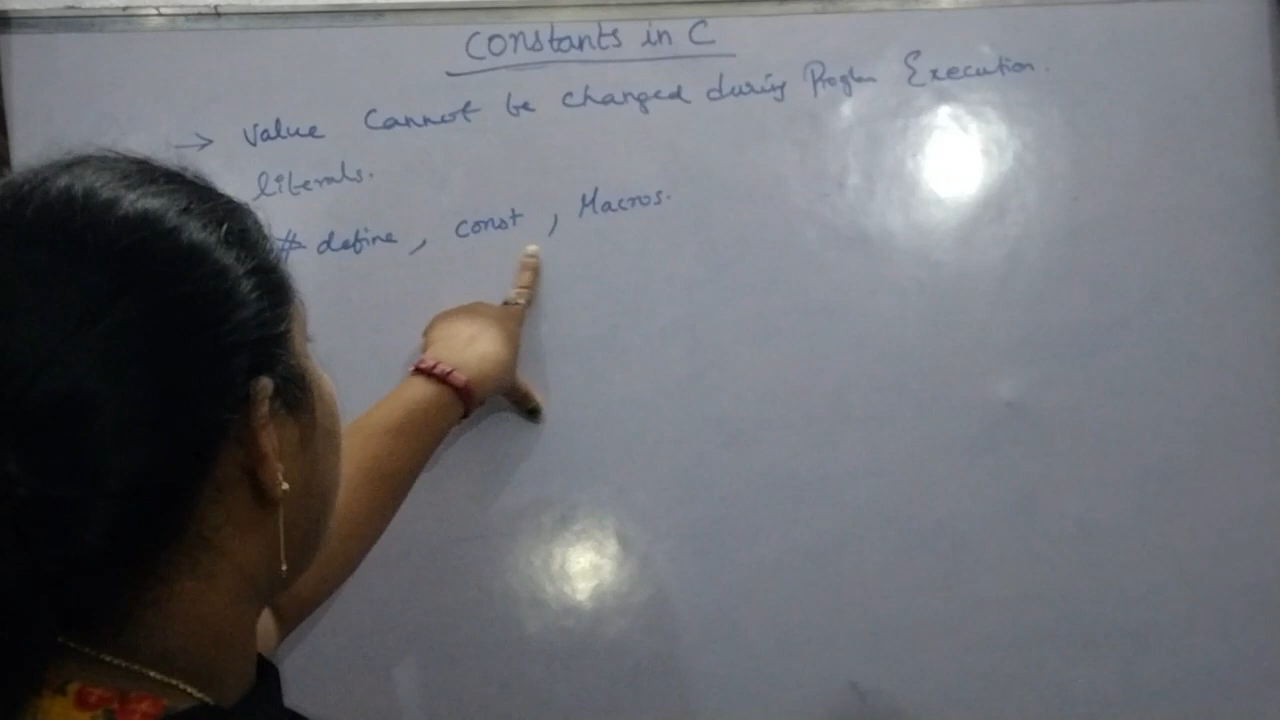 Constants in C
→ Value Cannot be changed during Program Execution.
literals.
# define, const, Macros.